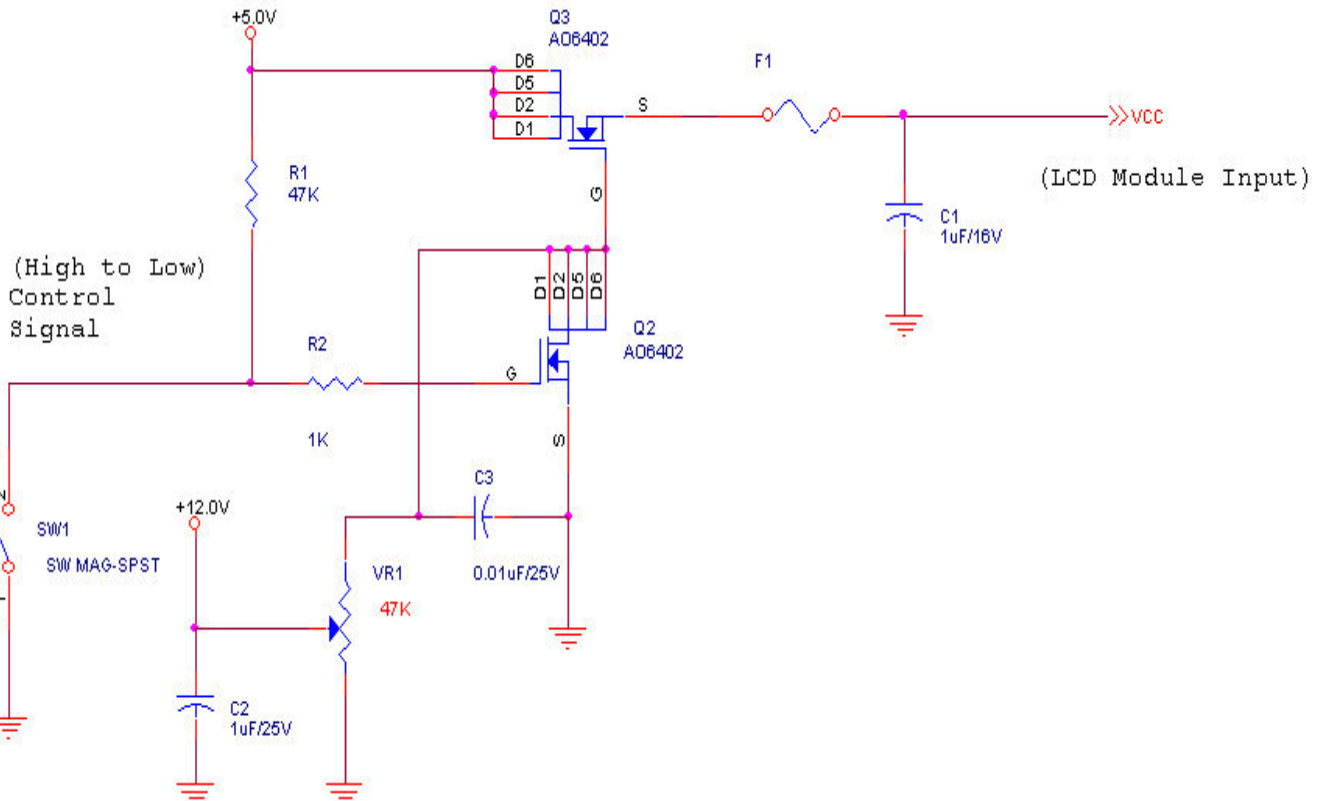 +5.0V
Q3
AO6402
D6
D5
D2
D1
S
G
F1
VCC
(LCD Module Input)
R1
47K
C1
1uF/16V
(High to Low)
Control
Signal
D1
D2
D5
D6
Q2
AO6402
R2
G
1K
S
C3
0.01uF/25V
+12.0V
2
SW1
SW MAG-SPST
1
VR1
47K
C2
1uF/25V